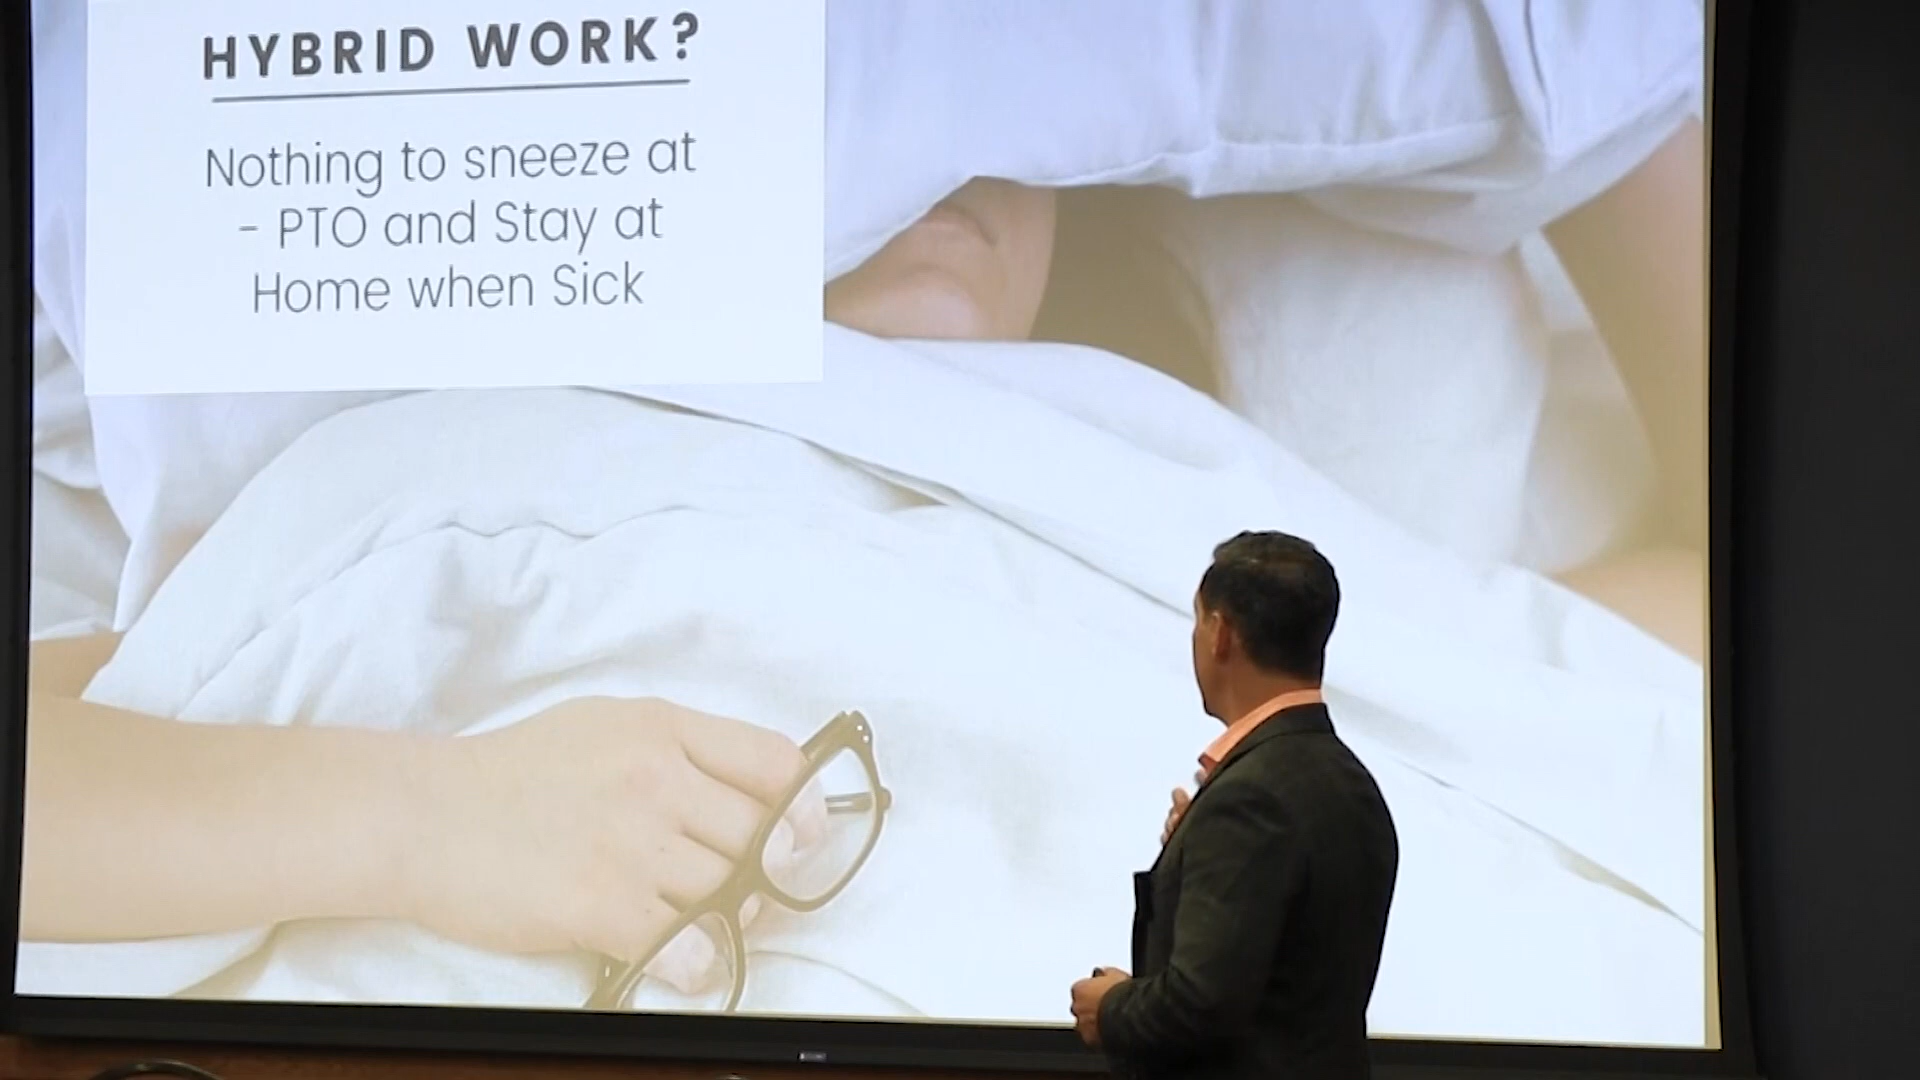 HYBRID WORK?
Nothing to sneeze at
- PTO and Stay at
Home when Sick